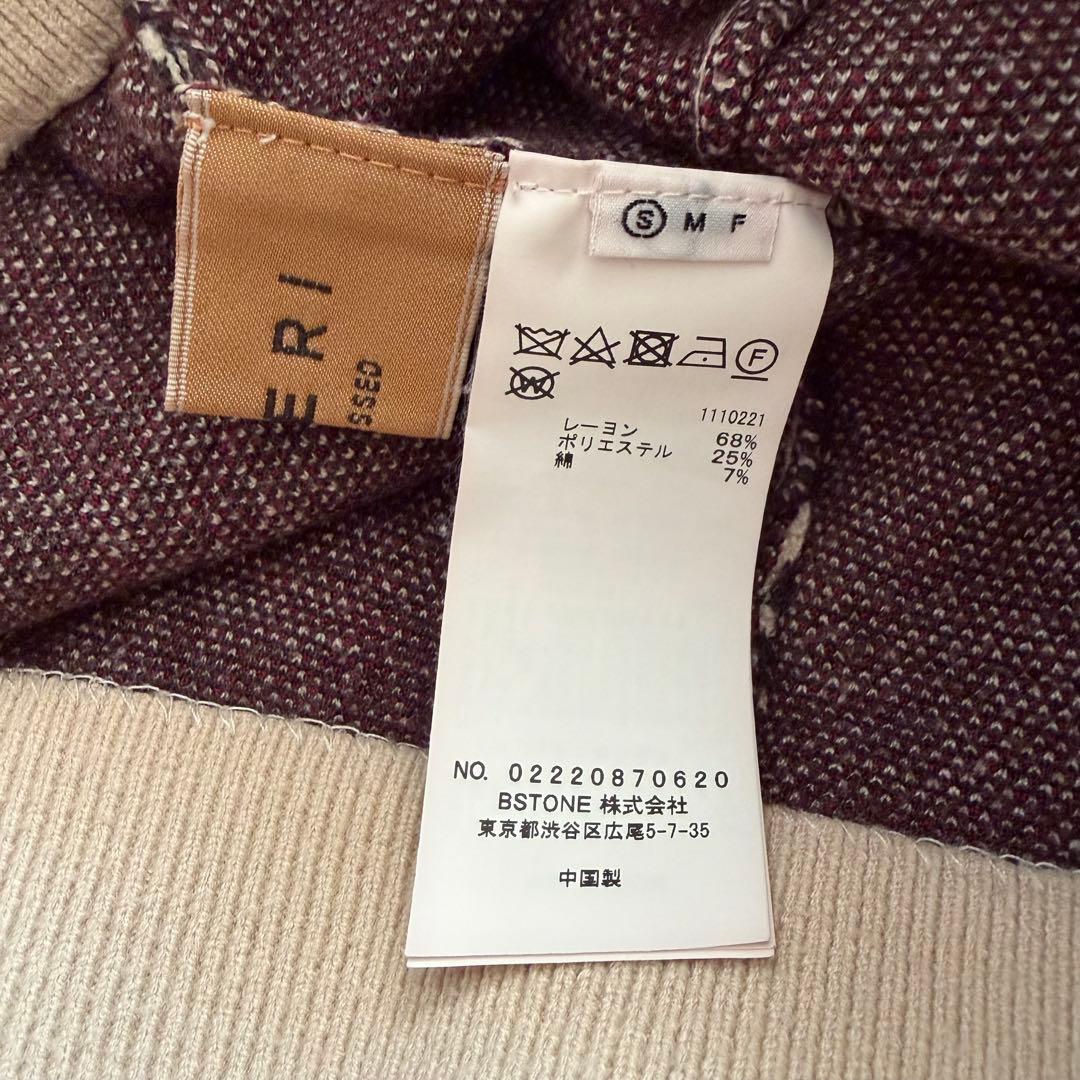 ERI
SSED
S M F
F
W
1110221
レーヨン 68%
ポリエステル 25%
綿 7%
NO. 02220870620
BSTONE 株式会社
東京都渋谷区広尾5-7-35
中国製